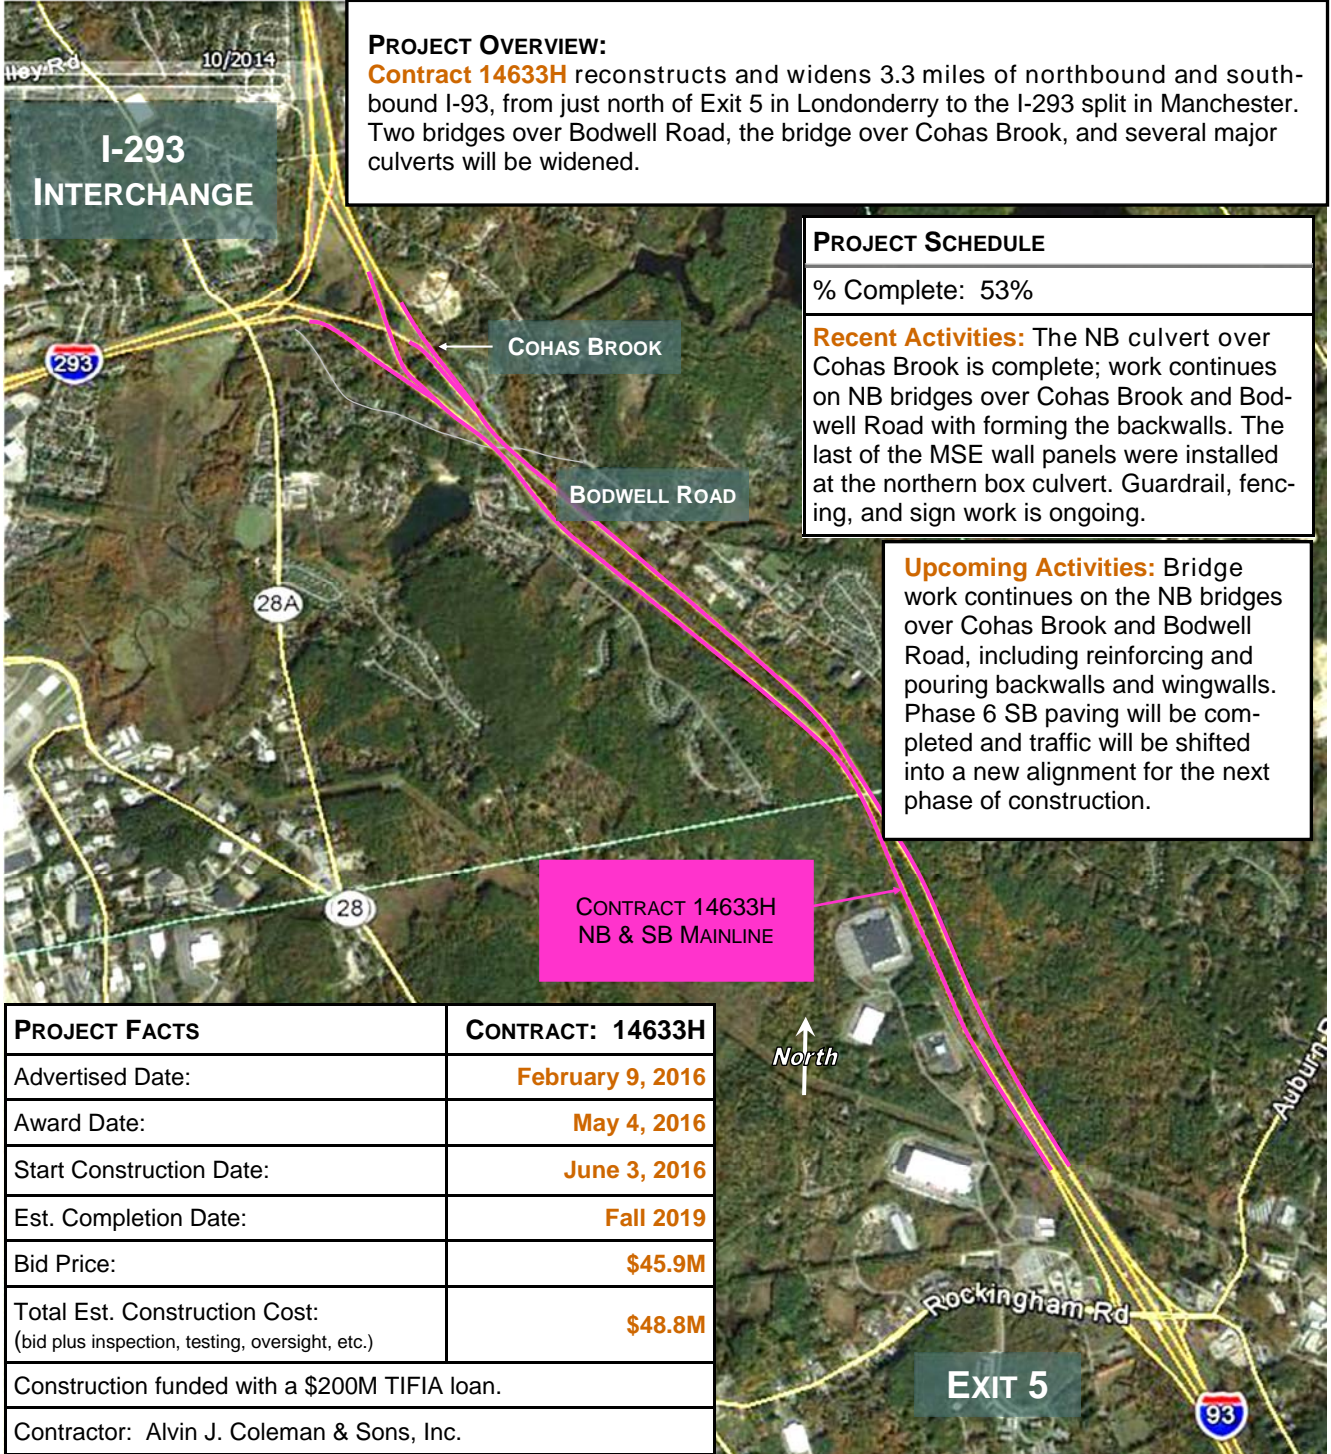 lley Rd
10/2014
I-293
INTERCHANGE
PROJECT OVERVIEW:
Contract 14633H reconstructs and widens 3.3 miles of northbound and south-
bound I-93, from just north of Exit 5 in Londonderry to the I-293 split in Manchester.
Two bridges over Bodwell Road, the bridge over Cohas Brook, and several major
culverts will be widened.
PROJECT SCHEDULE
% Complete: 53%
Recent Activities: The NB culvert over
Cohas Brook is complete; work continues
on NB bridges over Cohas Brook and Bod-
well Road with forming the backwalls. The
last of the MSE wall panels were installed
at the northern box culvert. Guardrail, fenc-
ing, and sign work is ongoing.
Upcoming Activities: Bridge
work continues on the NB bridges
over Cohas Brook and Bodwell
Road, including reinforcing and
pouring backwalls and wingwalls.
Phase 6 SB paving will be com-
pleted and traffic will be shifted
into a new alignment for the next
phase of construction.
293
COHAS BROOK
BODWELL ROAD
28A
28
CONTRACT 14633H
NB & SB MAINLINE
North
Auburn R
Rockingham Rd
EXIT 5
93
PROJECT FACTS CONTRACT: 14633H
Advertised Date: February 9, 2016
Award Date: May 4, 2016
Start Construction Date: June 3, 2016
Est. Completion Date: Fall 2019
Bid Price: $45.9M
Total Est. Construction Cost: $48.8M
(bid plus inspection, testing, oversight, etc.)
Construction funded with a $200M TIFIA loan.
Contractor: Alvin J. Coleman & Sons, Inc.